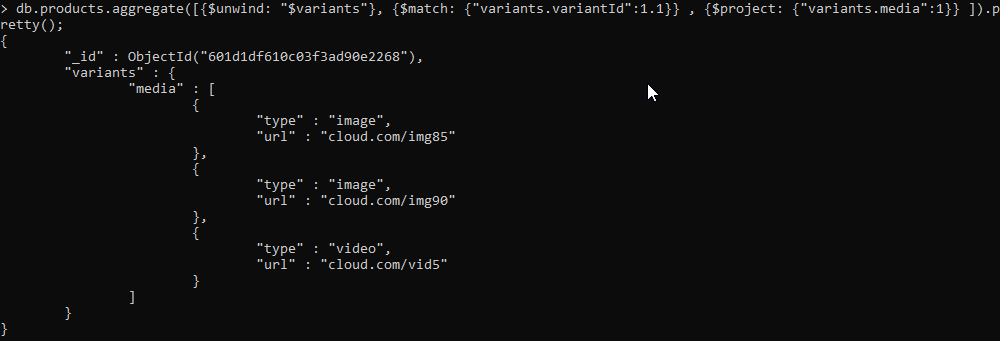 > db.products.aggregate([{$unwind: "$variants"}, {$match: {"variants.variantId":1.1}} , {$project: {"variants.media":1}} ]).p
retty();
{
        "_id" : ObjectId("601d1df610c03f3ad90e2268"),
        "variants" : {
                "media" : [
                        {
                                "type" : "image",
                                "url" : "cloud.com/img85"
                        },
                        {
                                "type" : "image",
                                "url" : "cloud.com/img90"
                        },
                        {
                                "type" : "video",
                                "url" : "cloud.com/vid5"
                        }
                ]
        }
}